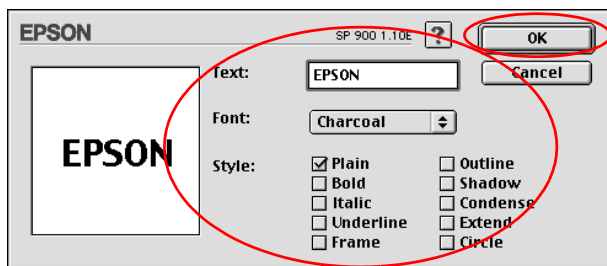 EPSON SP 900 1.10E ? OK
Text: EPSON Cancel
Font: Charcoal
EPSON
Style: Plain Outline
Bold Shadow
Italic Condense
Underline Extend
Frame Circle